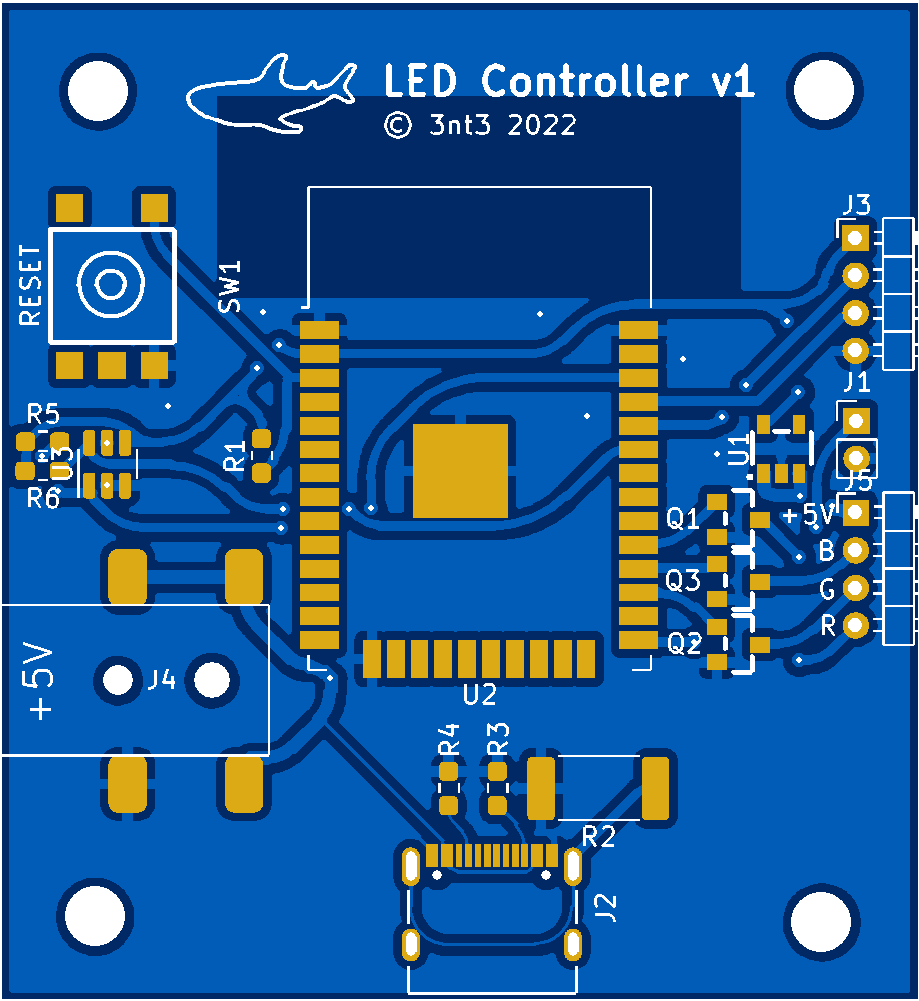 LED Controller v1
© 3nt3 2022
J3
RESET
SW1
J1
R5
R1
U3
U1
J5
R6
Q1
+5V
B
Q3
G
R
Q2
+5V
J4
U2
R4
R3
R2
J2